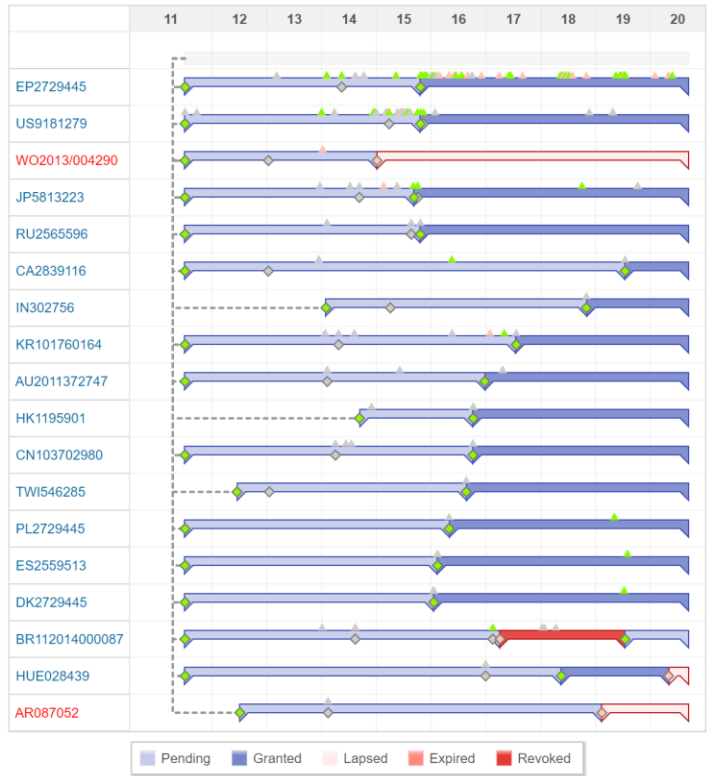 11 12 13 14 15 16 17 18 19 20
EP2729445
US9181279
WO2013/004290
JP5813223
RU2565596
CA2839116
IN302756
KR101760164
AU2011372747
HK1195901
CN103702980
TWI546285
PL2729445
ES2559513
DK2729445
BR112014000087
HUE028439
AR087052
Pending Granted Lapsed Expired Revoked